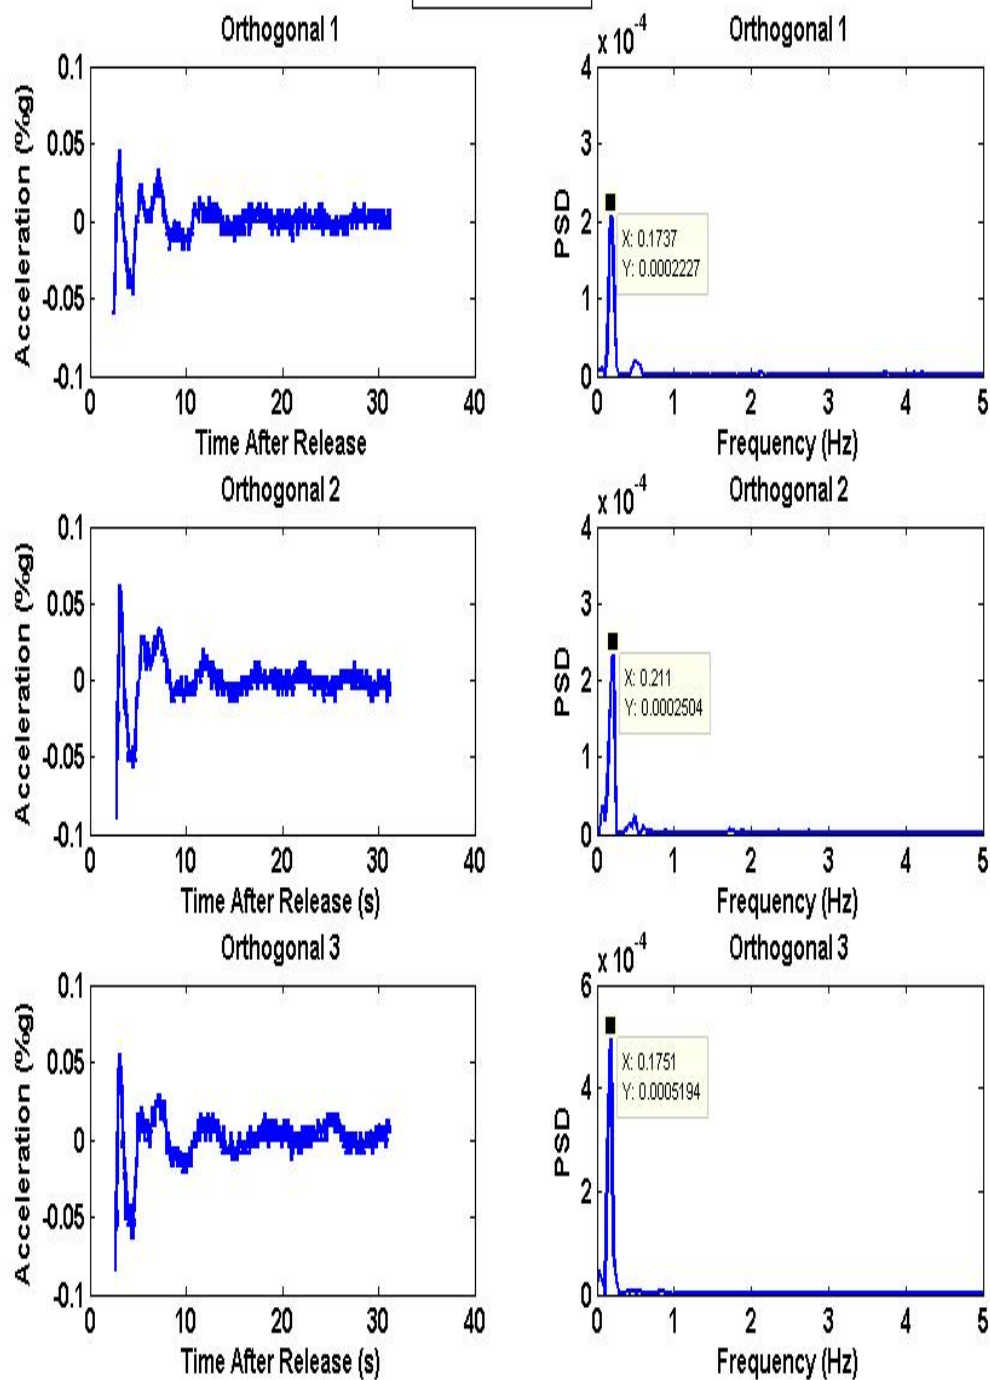 Orthogonal 1
Acceleration (%g)
0.1
0.05
0
-0.05
-0.1
0 10 20 30 40
Time After Release
Orthogonal 1
x 10-4
PSD
4
3
2
1
0
X: 0.1737
Y: 0.0002227
0 1 2 3 4 5
Frequency (Hz)
Orthogonal 2
Acceleration (%g)
0.1
0.05
0
-0.05
-0.1
0 10 20 30 40
Time After Release (s)
Orthogonal 2
x 10-4
PSD
4
3
2
1
0
X: 0.211
Y: 0.0002504
0 1 2 3 4 5
Frequency (Hz)
Orthogonal 3
Acceleration (%g)
0.1
0.05
0
-0.05
-0.1
0 10 20 30 40
Time After Release (s)
Orthogonal 3
x 10-4
PSD
6
4
2
0
X: 0.1751
Y: 0.0005194
0 1 2 3 4 5
Frequency (Hz)